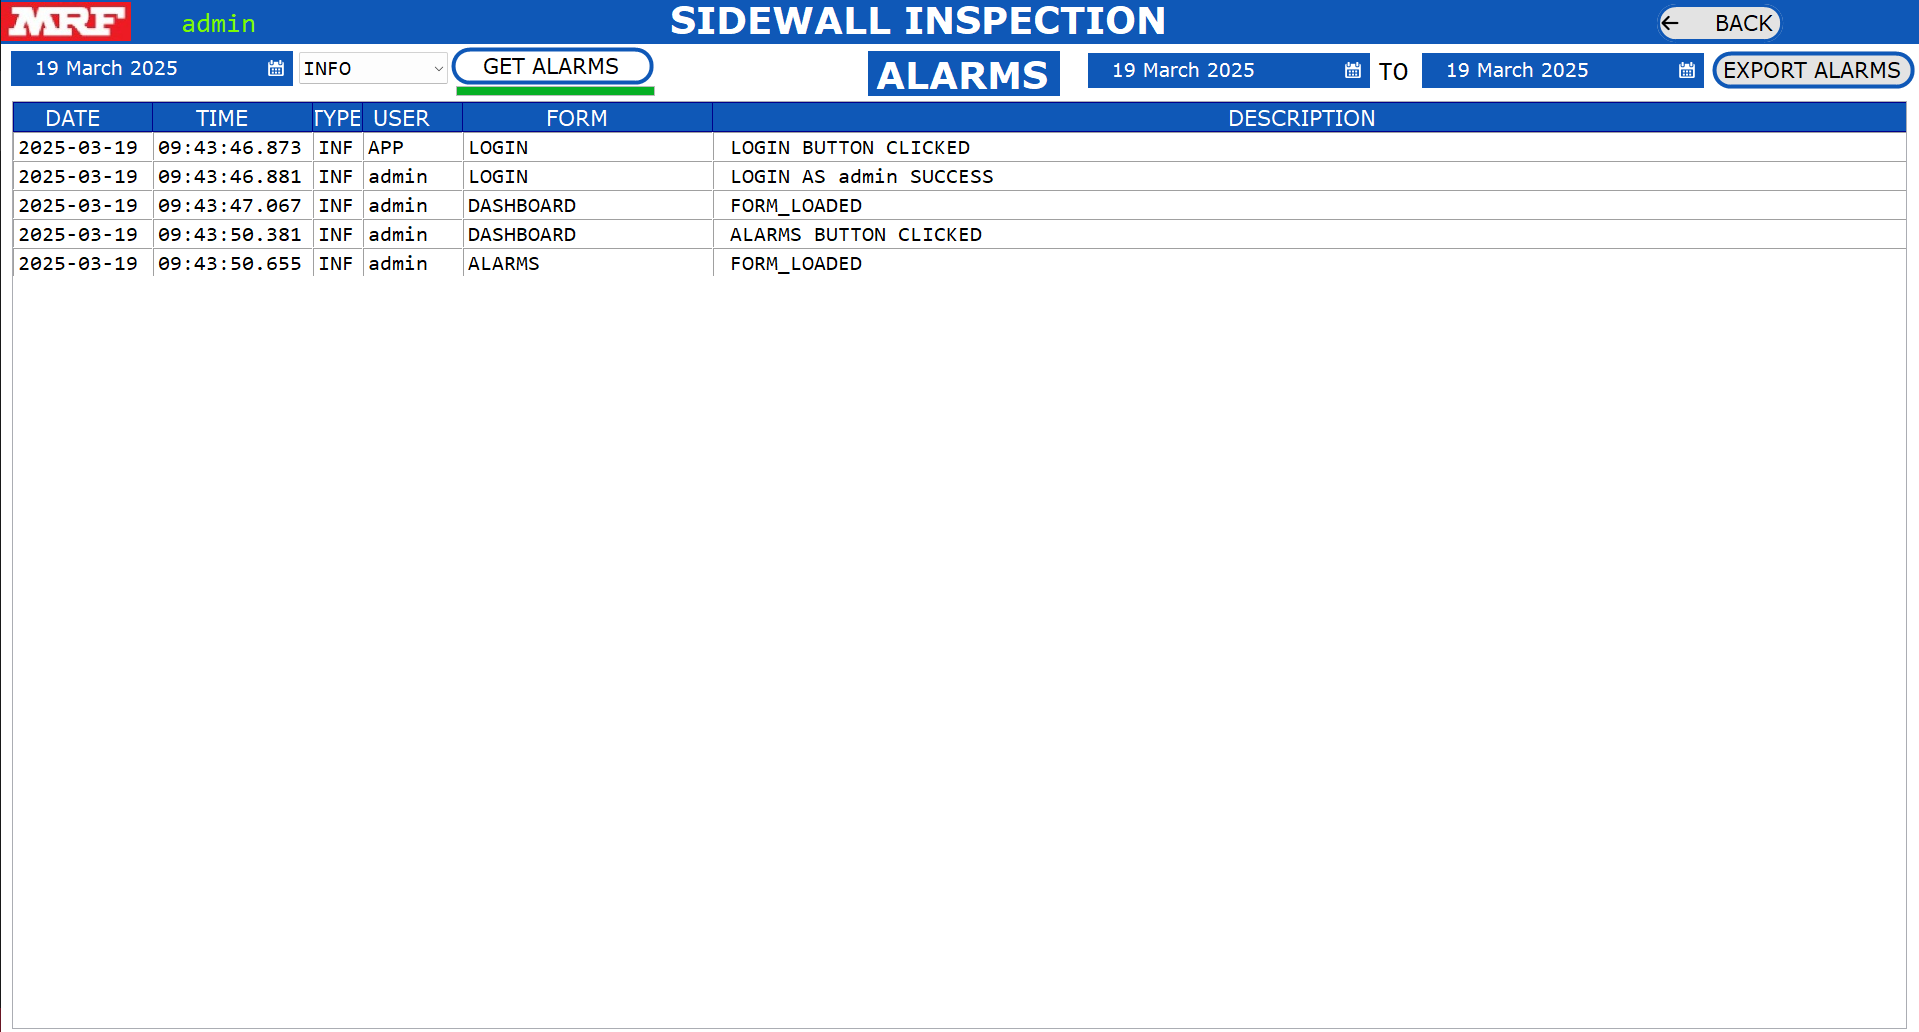 MRF admin SIDEWALL INSPECTION ← BACK
19 March 2025 INFO GET ALARMS ALARMS 19 March 2025 TO 19 March 2025 EXPORT ALARMS
DATE TIME TYPE USER FORM DESCRIPTION
2025-03-19 09:43:46.873 INF APP LOGIN LOGIN BUTTON CLICKED
2025-03-19 09:43:46.881 INF admin LOGIN LOGIN AS admin SUCCESS
2025-03-19 09:43:47.067 INF admin DASHBOARD FORM_LOADED
2025-03-19 09:43:50.381 INF admin DASHBOARD ALARMS BUTTON CLICKED
2025-03-19 09:43:50.655 INF admin ALARMS FORM_LOADED